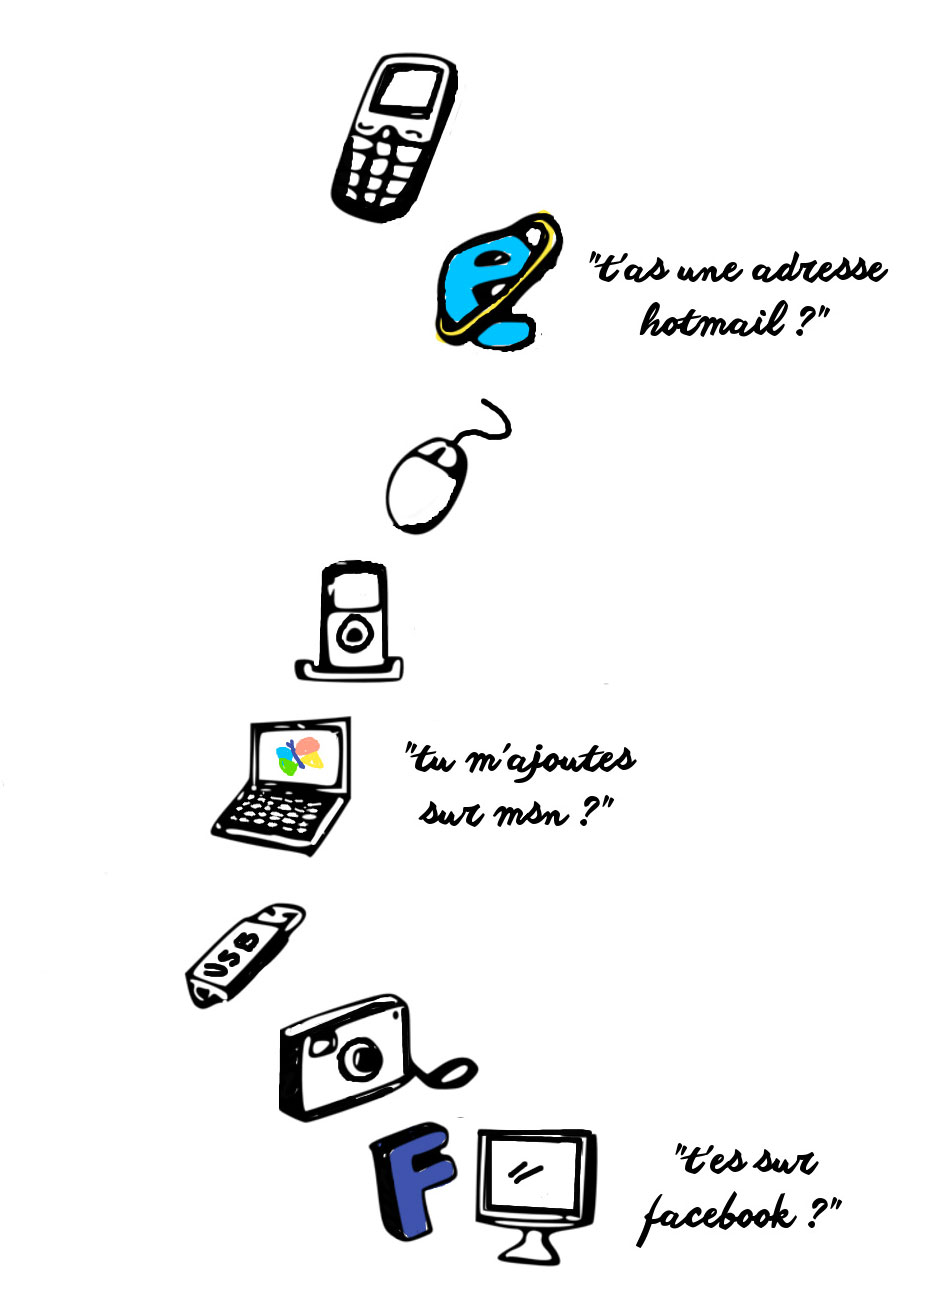 "t'as une adresse
hotmail ?"
"tu m'ajoutes
sur msn ?"
USB
F
"t'es sur
facebook ?"